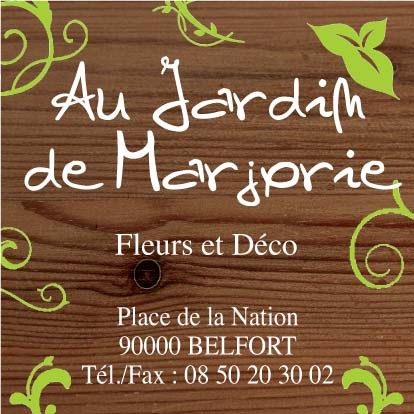 Au Jardin
de Marjorie
Fleurs et Déco
Place de la Nation
90000 BELFORT
Tél./Fax : 08 50 20 30 02